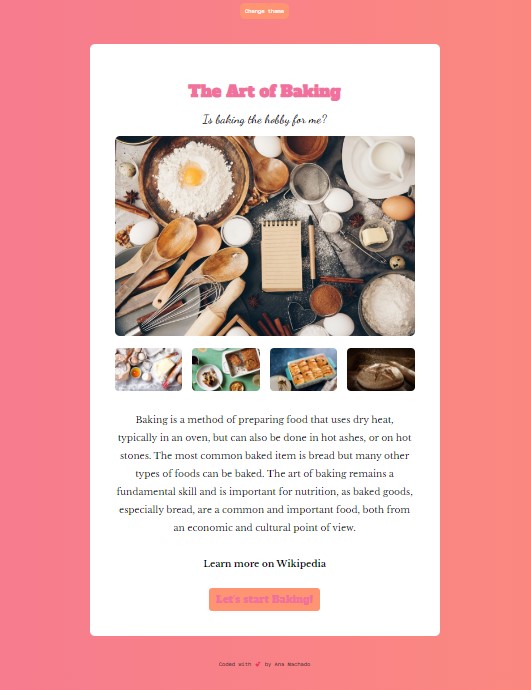 Change theme
The Art of Baking
Is baking the hobby for me?
Baking is a method of preparing food that uses dry heat,
typically in an oven, but can also be done in hot ashes, or on hot
stones. The most common baked item is bread but many other
types of foods can be baked. The art of baking remains a
fundamental skill and is important for nutrition, as baked goods,
especially bread, are a common and important food, both from
an economic and cultural point of view.
Learn more on Wikipedia
Let's start Baking!
Coded with 💕 by Ana Machado